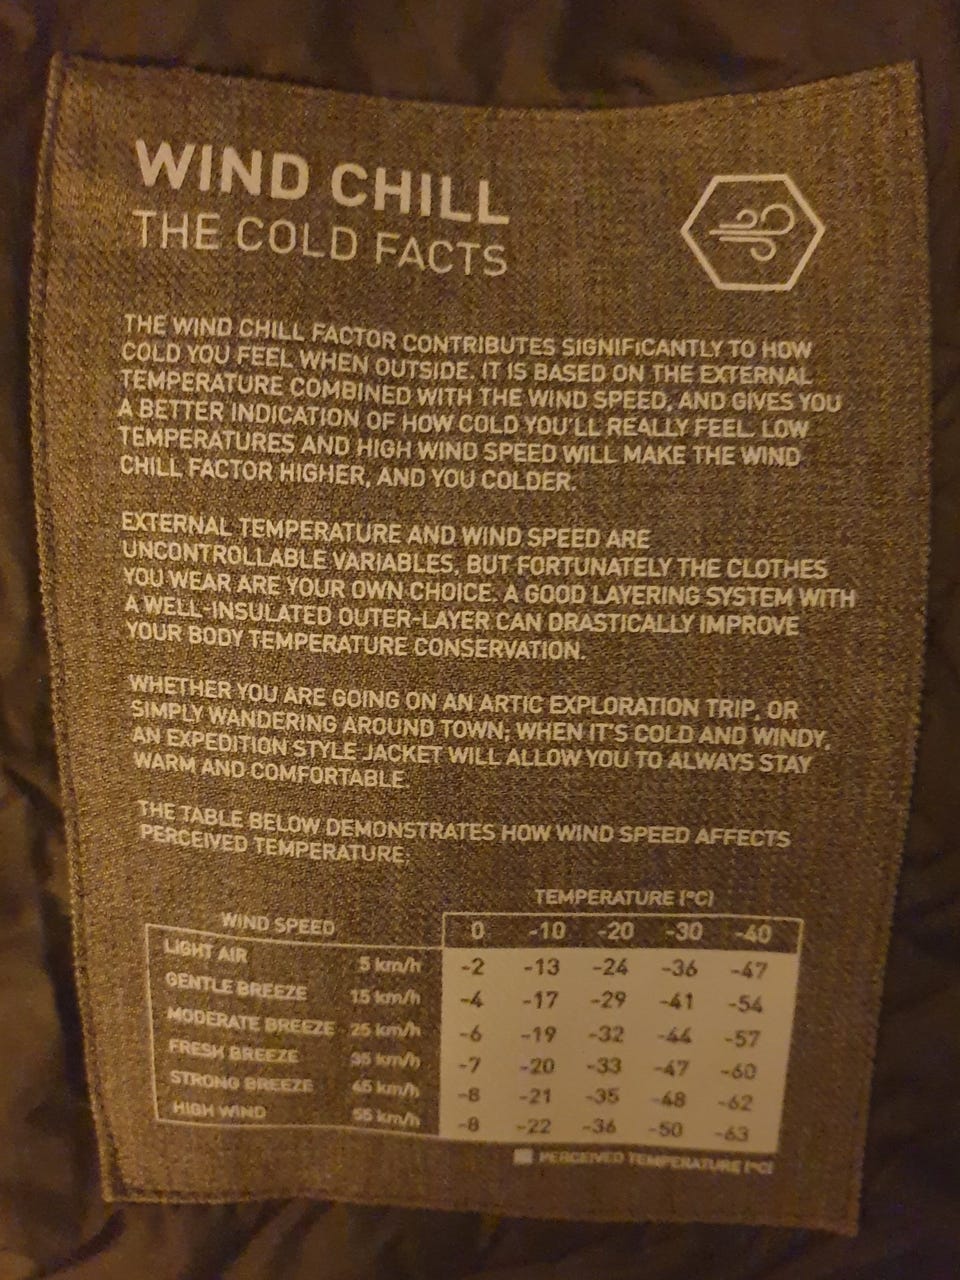 WIND CHILL
THE COLD FACTS
THE WIND CHILL FACTOR CONTRIBUTES SIGNIFICANTLY TO HOW
COLD YOU FEEL WHEN OUTSIDE. IT IS BASED ON THE EXTERNAL
TEMPERATURE COMBINED WITH THE WIND SPEED, AND GIVES YOU
A BETTER INDICATION OF HOW COLD YOU'LL REALLY FEEL. LOW
TEMPERATURES AND HIGH WIND SPEED WILL MAKE THE WIND
CHILL FACTOR HIGHER, AND YOU COLDER.
EXTERNAL TEMPERATURE AND WIND SPEED ARE
UNCONTROLLABLE VARIABLES, BUT FORTUNATELY THE CLOTHES
YOU WEAR ARE YOUR OWN CHOICE. A GOOD LAYERING SYSTEM WITH
A WELL-INSULATED OUTER-LAYER CAN DRASTICALLY IMPROVE
YOUR BODY TEMPERATURE CONSERVATION.
WHETHER YOU ARE GOING ON AN ARTIC EXPLORATION TRIP, OR
SIMPLY WANDERING AROUND TOWN; WHEN IT'S COLD AND WINDY,
AN EXPEDITION STYLE JACKET WILL ALLOW YOU TO ALWAYS STAY
WARM AND COMFORTABLE.
THE TABLE BELOW DEMONSTRATES HOW WIND SPEED AFFECTS
PERCEIVED TEMPERATURE:
TEMPERATURE [°C]
WIND SPEED 0 -10 -20 -30 -40
LIGHT AIR 5 km/h -2 -13 -24 -36 -47
GENTLE BREEZE 15 km/h -4 -17 -29 -41 -54
MODERATE BREEZE 25 km/h -6 -19 -32 -44 -57
FRESH BREEZE 35 km/h -7 -20 -33 -47 -60
STRONG BREEZE 45 km/h -8 -21 -35 -48 -62
HIGH WIND 55 km/h -8 -22 -36 -50 -63
PERCEIVED TEMPERATURE [°C]